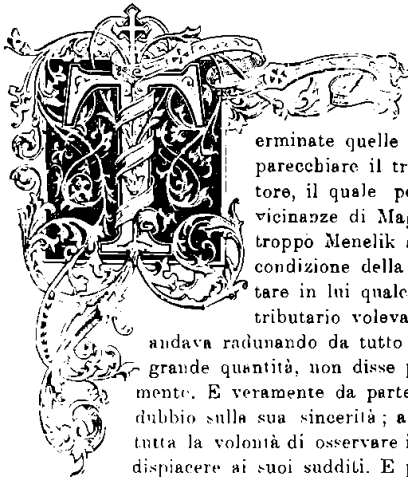 Terminate quelle
parecchiare il tr
tore, il quale pe
vicinanze di Mag
troppo Menelik a
condizione della
tare in lui qualc
tributario voleva
andava radunando da tutto
grande quantità, non disse p
mente. E veramente da parte
dubbio sulla sua sincerità; a
tutta la volontà di osservare i
dispiacere ai suoi sudditi. E p